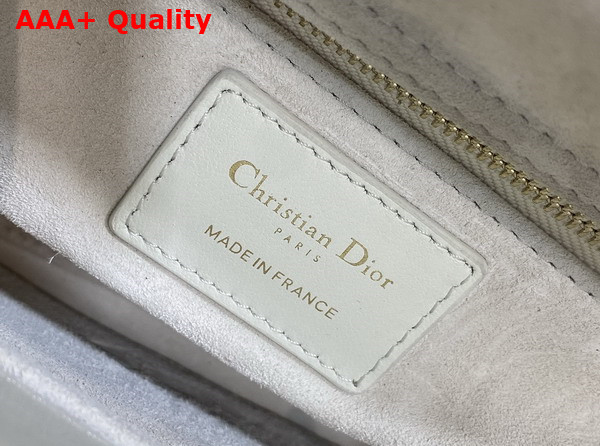 AAA+ Quality
Christian Dior
PARIS
MADE IN FRANCE